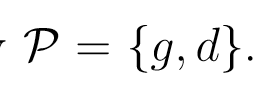 𝒫 = {g, d}.